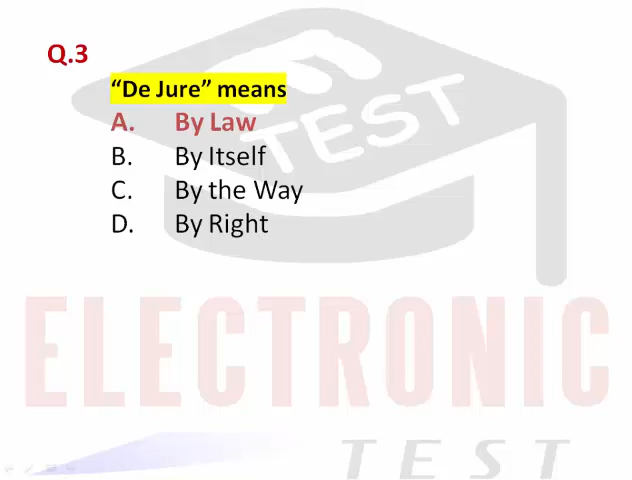 Q.3
“De Jure” means
A. By Law
B. By Itself
C. By the Way
D. By Right
TEST
ELECTRONIC
TEST